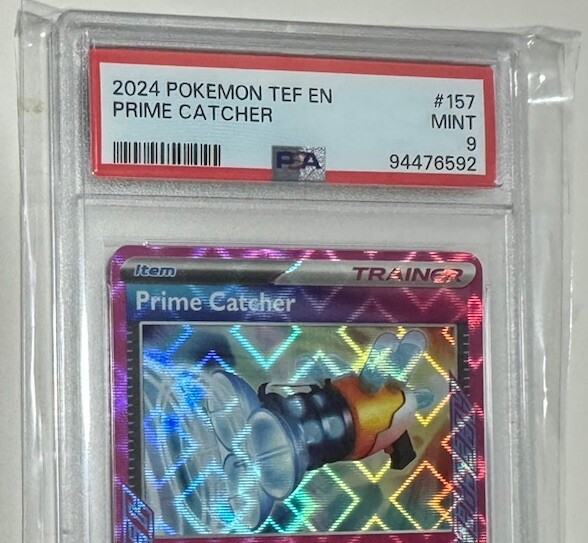 2024 POKEMON TEF EN #157
PRIME CATCHER MINT
9
PSA 94476592
Item TRAINER
Prime Catcher